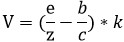 V = (e/z − b/c) * k